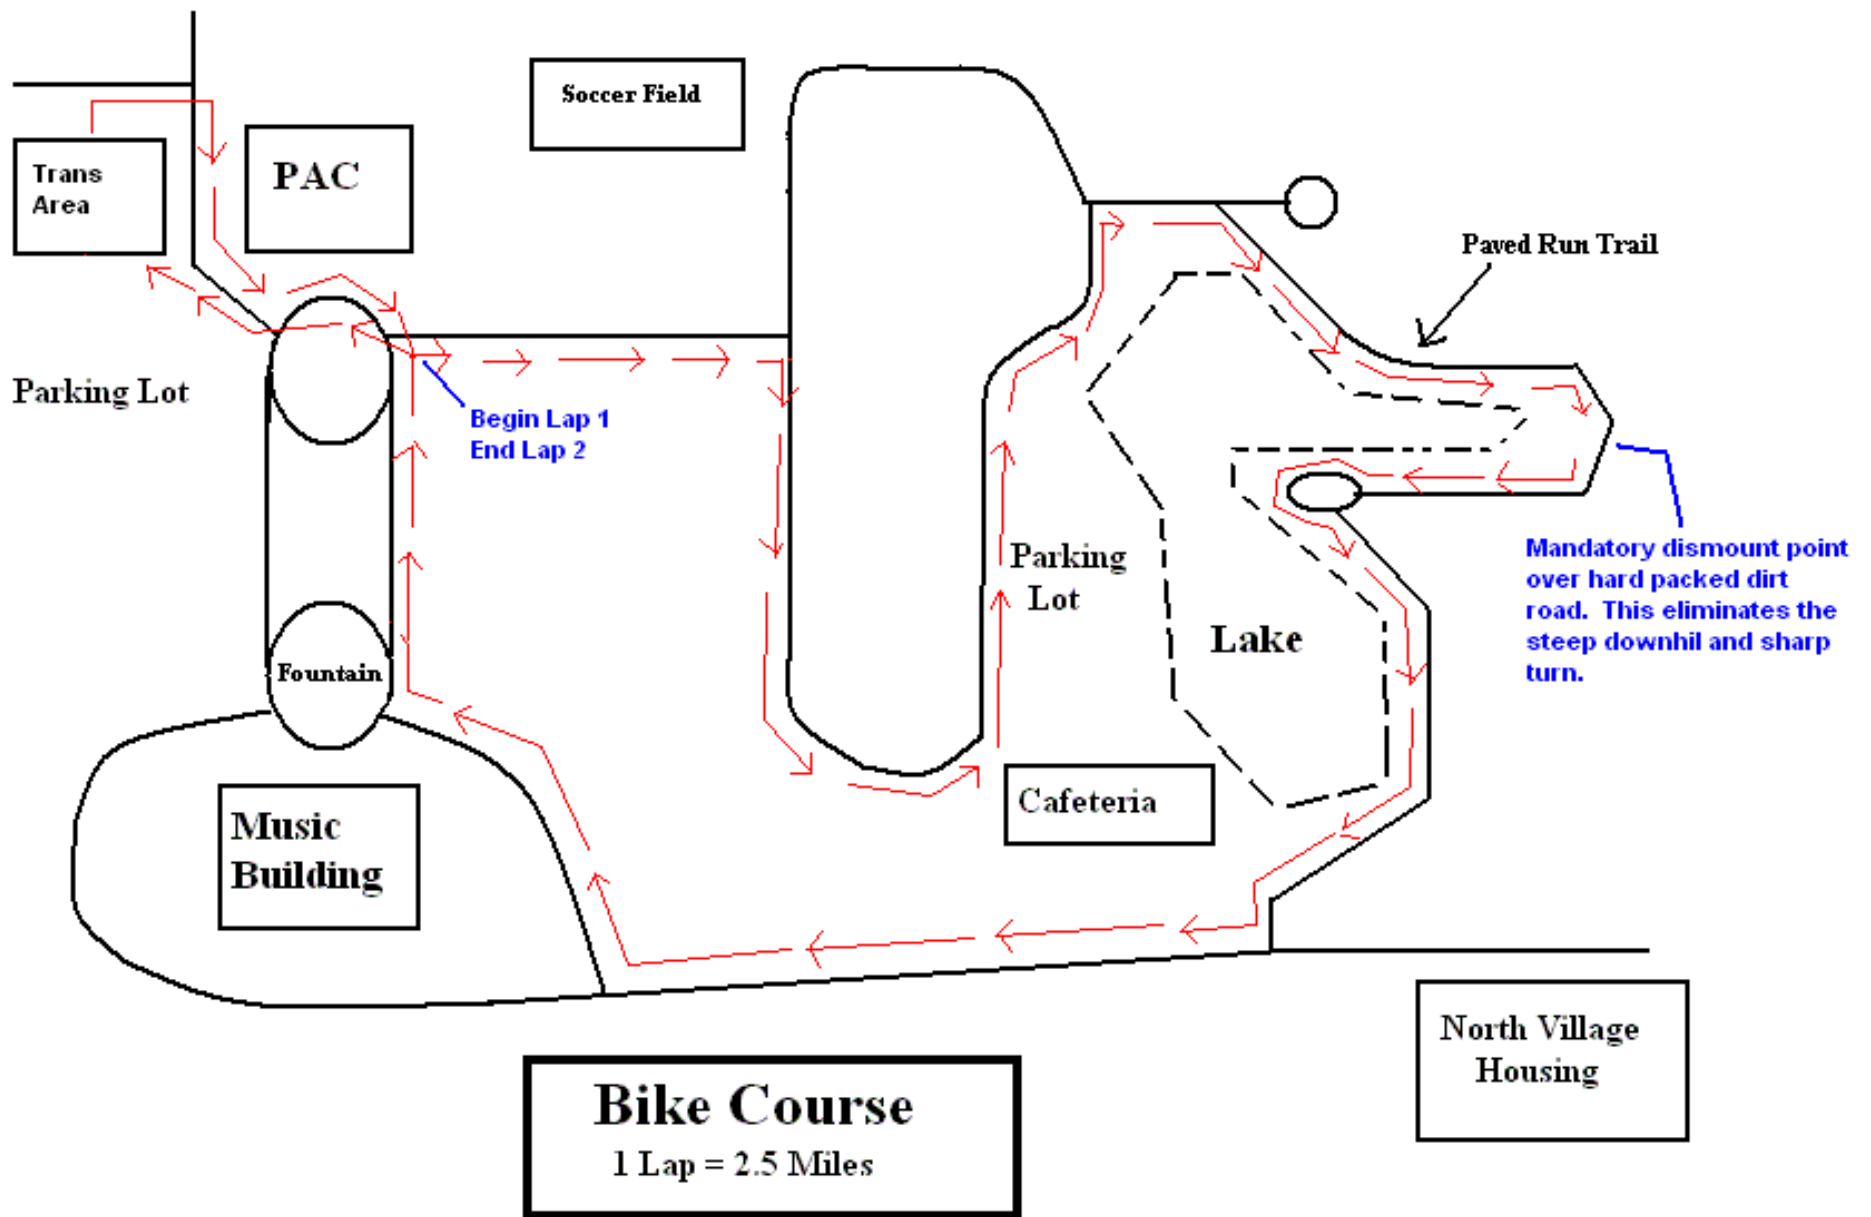 Soccer Field
Trans
Area
PAC
Paved Run Trail
Parking Lot
Begin Lap 1
End Lap 2
Parking
Lot
Mandatory dismount point
over hard packed dirt
road.  This eliminates the
steep downhil and sharp
turn.
Lake
Fountain
Cafeteria
Music
Building
North Village
Housing
Bike Course
1 Lap = 2.5 Miles